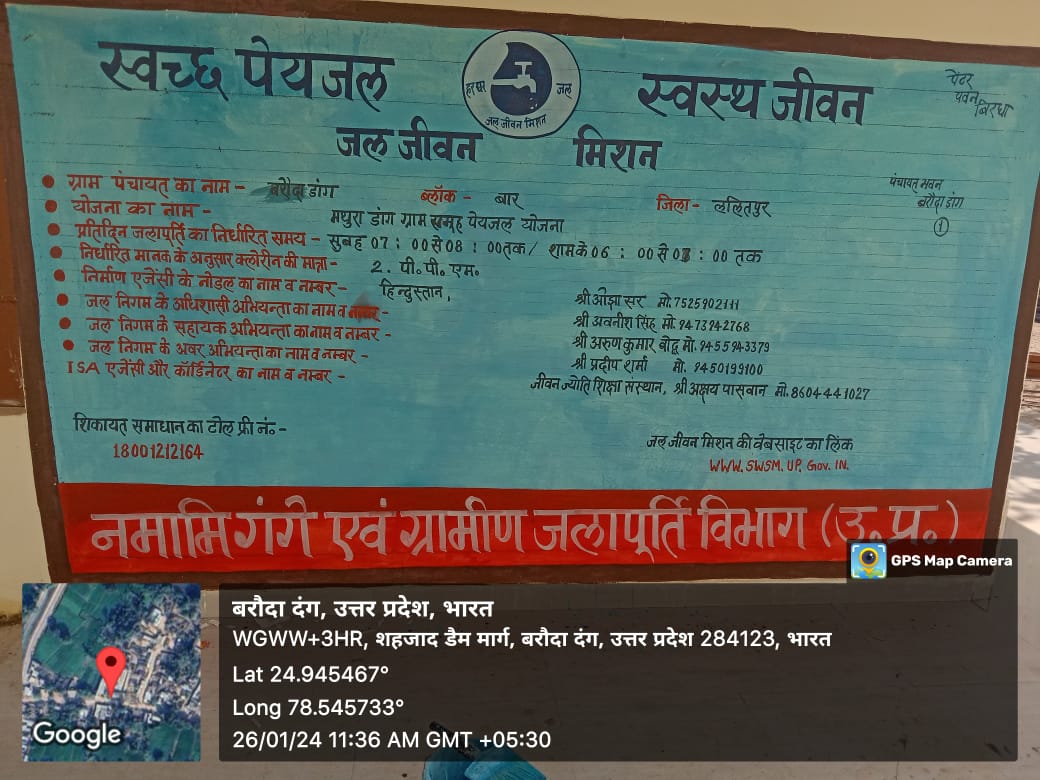 स्वच्छ पेयजल
हर घर जल
जल जीवन मिशन
स्वस्थ जीवन
पेंटर
पवन
बिरधा
जल जीवन मिशन
पंचायत भवन
बरौदा डांग
1
ग्राम पंचायत का नाम - बरौदा डांग ब्लॉक - बार जिला - ललितपुर
योजना का नाम - मथुरा डांग ग्राम समूह पेयजल योजना
प्रतिदिन जलापूर्ति का निर्धारित समय - सुबह 07 : 00 से 08 : 00 तक / शाम के 06 : 00 से 07 : 00 तक
निर्धारित मानक के अनुसार क्लोरीन की मात्रा - 2. पी. पी. एम.
निर्माण एजेंसी के नोडल का नाम व नम्बर - हिन्दुस्तान, श्री ओझा सर मो. 7525902111
जल निगम के अधिशासी अभियन्ता का नाम व नम्बर - श्री अवनीश सिंह मो. 9473942768
जल निगम के सहायक अभियन्ता का नाम व नम्बर - श्री अरुण कुमार मो. 9455943379
जल निगम के अवर अभियन्ता का नाम व नम्बर - श्री प्रदीप शर्मा मो. 9450199100
ISA एजेंसी और कॉर्डिनेटर का नाम व नम्बर - जीवन ज्योति शिक्षा संस्थान, श्री अक्षय पासवान मो. 8604441027
शिकायत समाधान का टोल फ्री नं. -
18001212164
जल जीवन मिशन की वेबसाइट का लिंक
WWW. SWSM. UP. Gov. IN.
नमामि गंगे एवं ग्रामीण जलापूर्ति विभाग (उ.प्र.)
GPS Map Camera
बरौदा दंग, उत्तर प्रदेश, भारत
WGWW+3HR, शहजाद डैम मार्ग, बरौदा दंग, उत्तर प्रदेश 284123, भारत
Lat 24.945467°
Long 78.545733°
26/01/24 11:36 AM GMT +05:30
Google